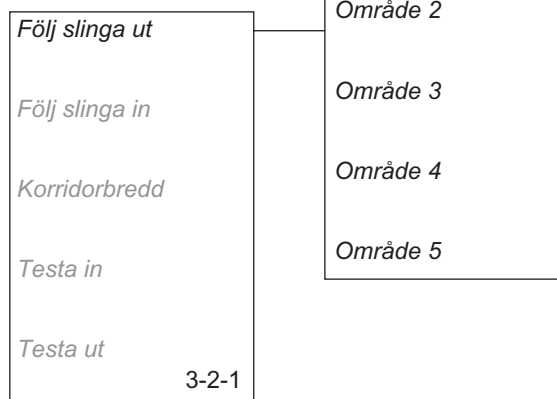 Följ slinga ut
Följ slinga in
Korridorbredd
Testa in
Testa ut
3-2-1
Område 2
Område 3
Område 4
Område 5